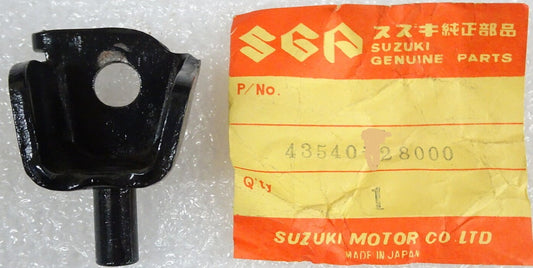 SGP スズキ純正部品
SUZUKI
GENUINE PARTS
P/No.
43540-28000
Q'ty 1
SUZUKI MOTOR CO LTD
MADE IN JAPAN